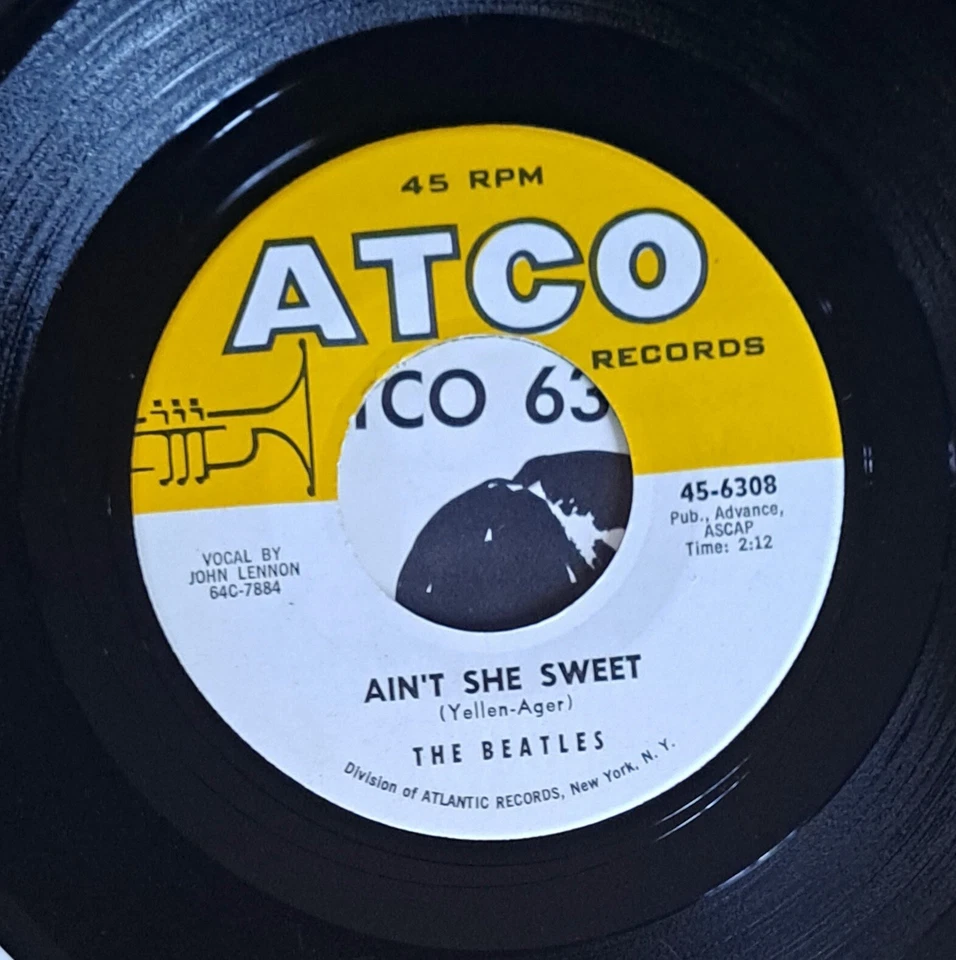 45 RPM
ATCO
RECORDS
TCO 63
45-6308
Pub., Advance,
ASCAP
Time: 2:12
VOCAL BY
JOHN LENNON
64C-7884
AIN'T SHE SWEET
(Yellen-Ager)
THE BEATLES
Division of ATLANTIC RECORDS, New York, N. Y.